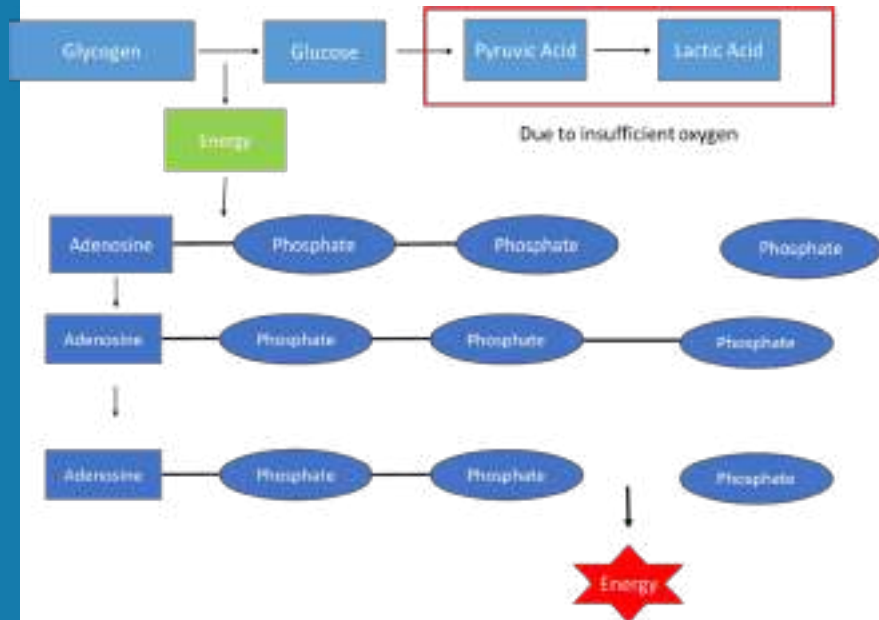 Glycogen
Glucose
Pyruvic Acid
Lactic Acid
Due to insufficient oxygen
Energy
Adenosine
Phosphate
Phosphate
Phosphate
Adenosine
Phosphate
Phosphate
Phosphate
Adenosine
Phosphate
Phosphate
Phosphate
Energy